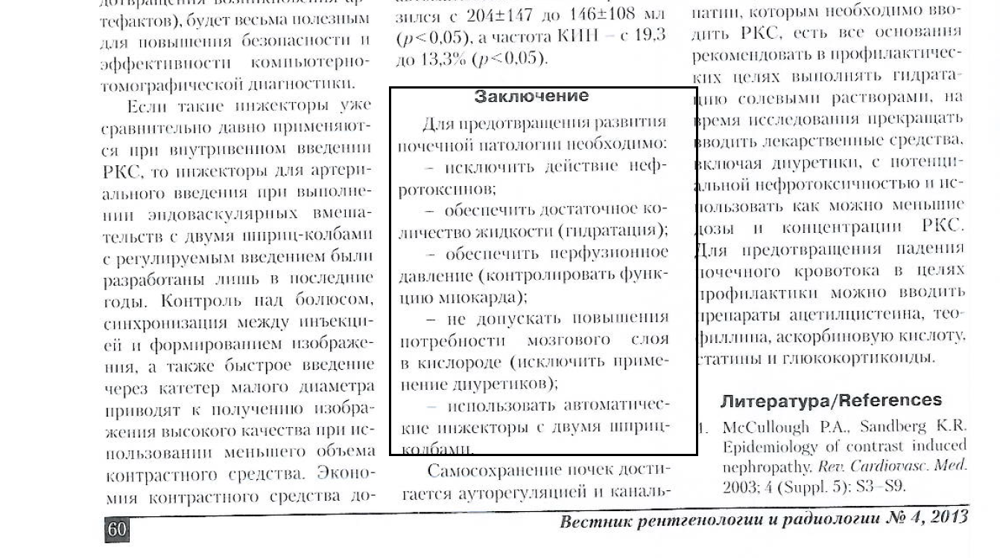 дотвращения возникновения ар-
тефактов), будет весьма полезным
для повышения безопасности и
эффективности компьютерно-
томографической диагностики.
Если такие инжекторы уже
сравнительно давно применяют-
ся при внутривенном введении
РКС, то инжекторы для артери-
ального введения при выполне-
нии эндоваскулярных вмеша-
тельств с двумя шприц-колбами
с регулируемым введением были
разработаны лишь в последние
годы. Контроль над болюсом,
синхронизация между инъекци-
ей и формированием изображе-
ния, а также быстрое введение
через катетер малого диаметра
приводят к получению изобра-
жения высокого качества при ис-
пользовании меньшего объема
контрастного средства. Эконо-
мия контрастного средства до-
зился с 204±147 до 146±108 мл
(p<0,05), а частота КИН – с 19,3
до 13,3% (p<0,05).
Заключение
Для предотвращения развития
почечной патологии необходимо:
– исключить действие неф-
ротоксинов;
– обеспечить достаточное ко-
личество жидкости (гидратация);
– обеспечить перфузионное
давление (контролировать функ-
цию миокарда);
– не допускать повышения
потребности мозгового слоя
в кислороде (исключить приме-
нение диуретиков);
– использовать автоматичес-
кие инжекторы с двумя шприц-
колбами.
Самосохранение почек дости-
гается ауторегуляцией и каналь-
патии, которым необходимо вво-
дить РКС, есть все основания
рекомендовать в профилактичес-
ких целях выполнять гидрата-
цию солевыми растворами, на
время исследования прекращать
вводить лекарственные средства,
включая диуретики, с потенци-
альной нефротоксичностью и ис-
пользовать как можно меньшие
дозы и концентрации РКС.
Для предотвращения падения
почечного кровотока в целях
профилактики можно вводить
препараты ацетилцистеина, тео-
филлина, аскорбиновую кислоту,
статины и глюкокортикоиды.
Литература/References
1. McCullough P.A., Sandberg K.R.
Epidemiology of contrast induced
nephropathy. Rev. Cardiovasc. Med.
2003; 4 (Suppl. 5): S3–S9.
60
Вестник рентгенологии и радиологии № 4, 2013